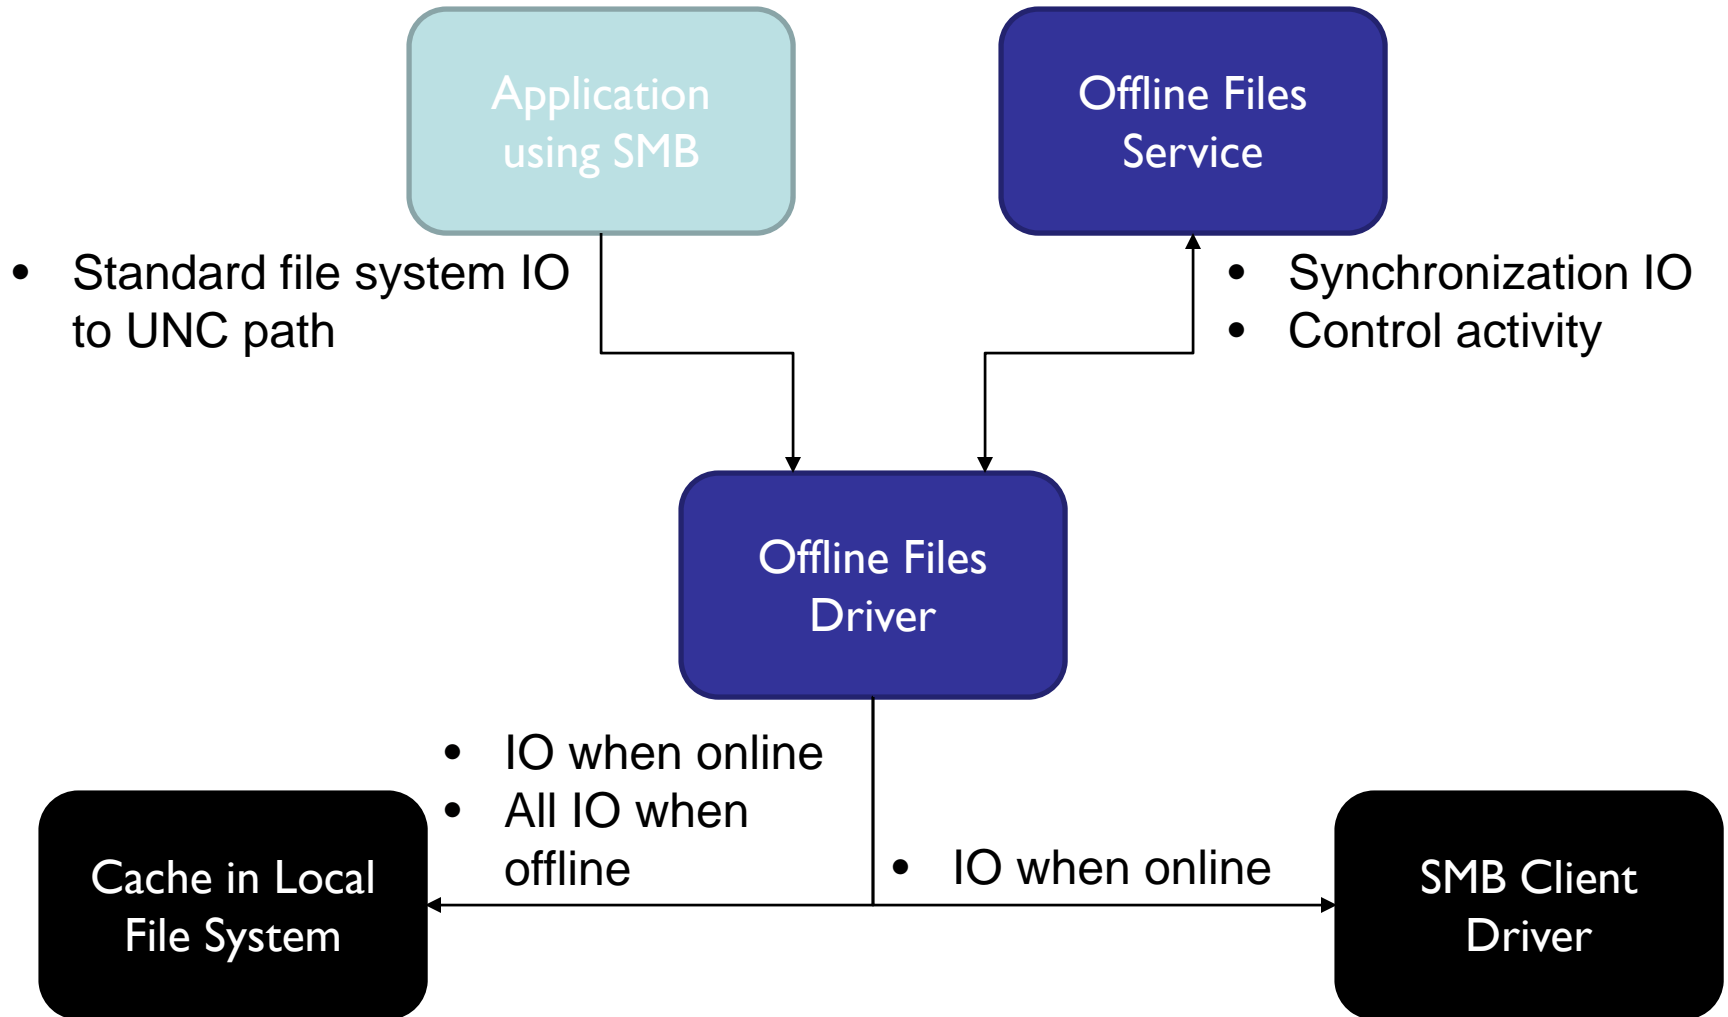 Application
using SMB
Offline Files
Service
• Standard file system IO
to UNC path
• Synchronization IO
• Control activity
Offline Files
Driver
• IO when online
• All IO when
offline
• IO when online
Cache in Local
File System
SMB Client
Driver